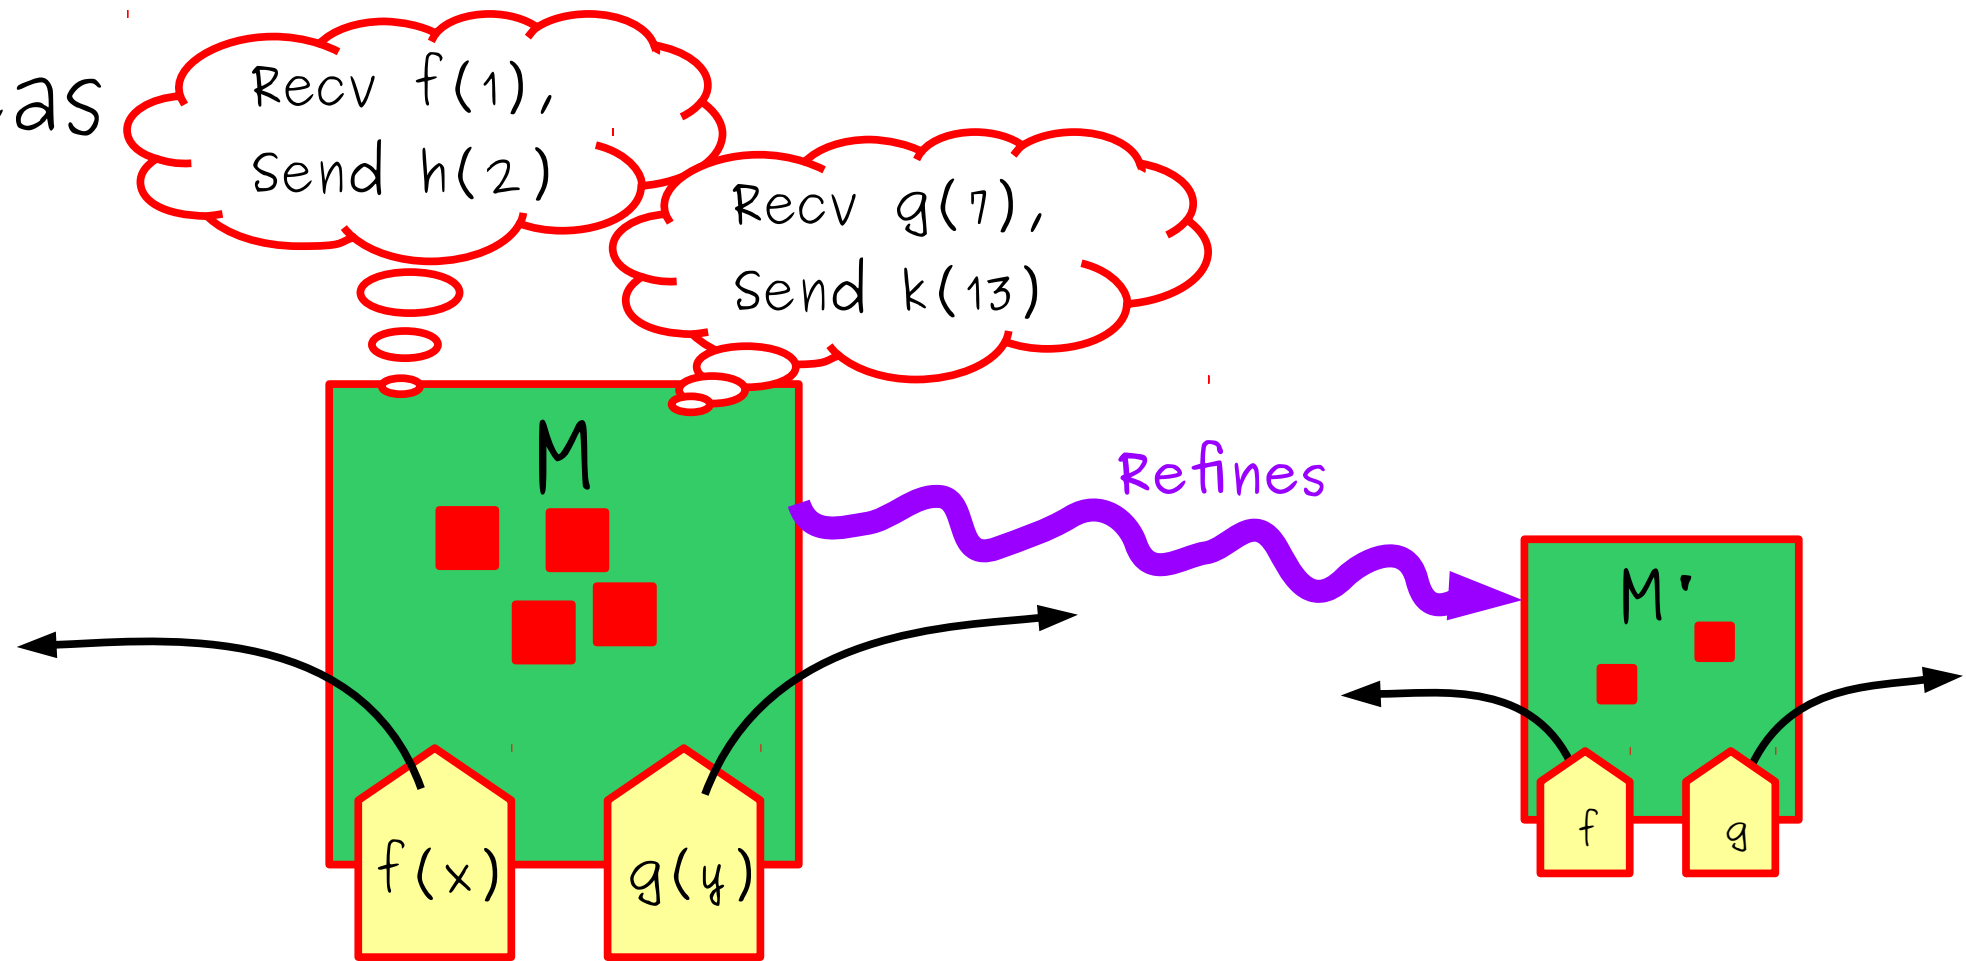 as
Recv f(1),
Send h(2)
Recv g(7),
Send k(13)
M
Refines
M'
f(x)
g(y)
f
g